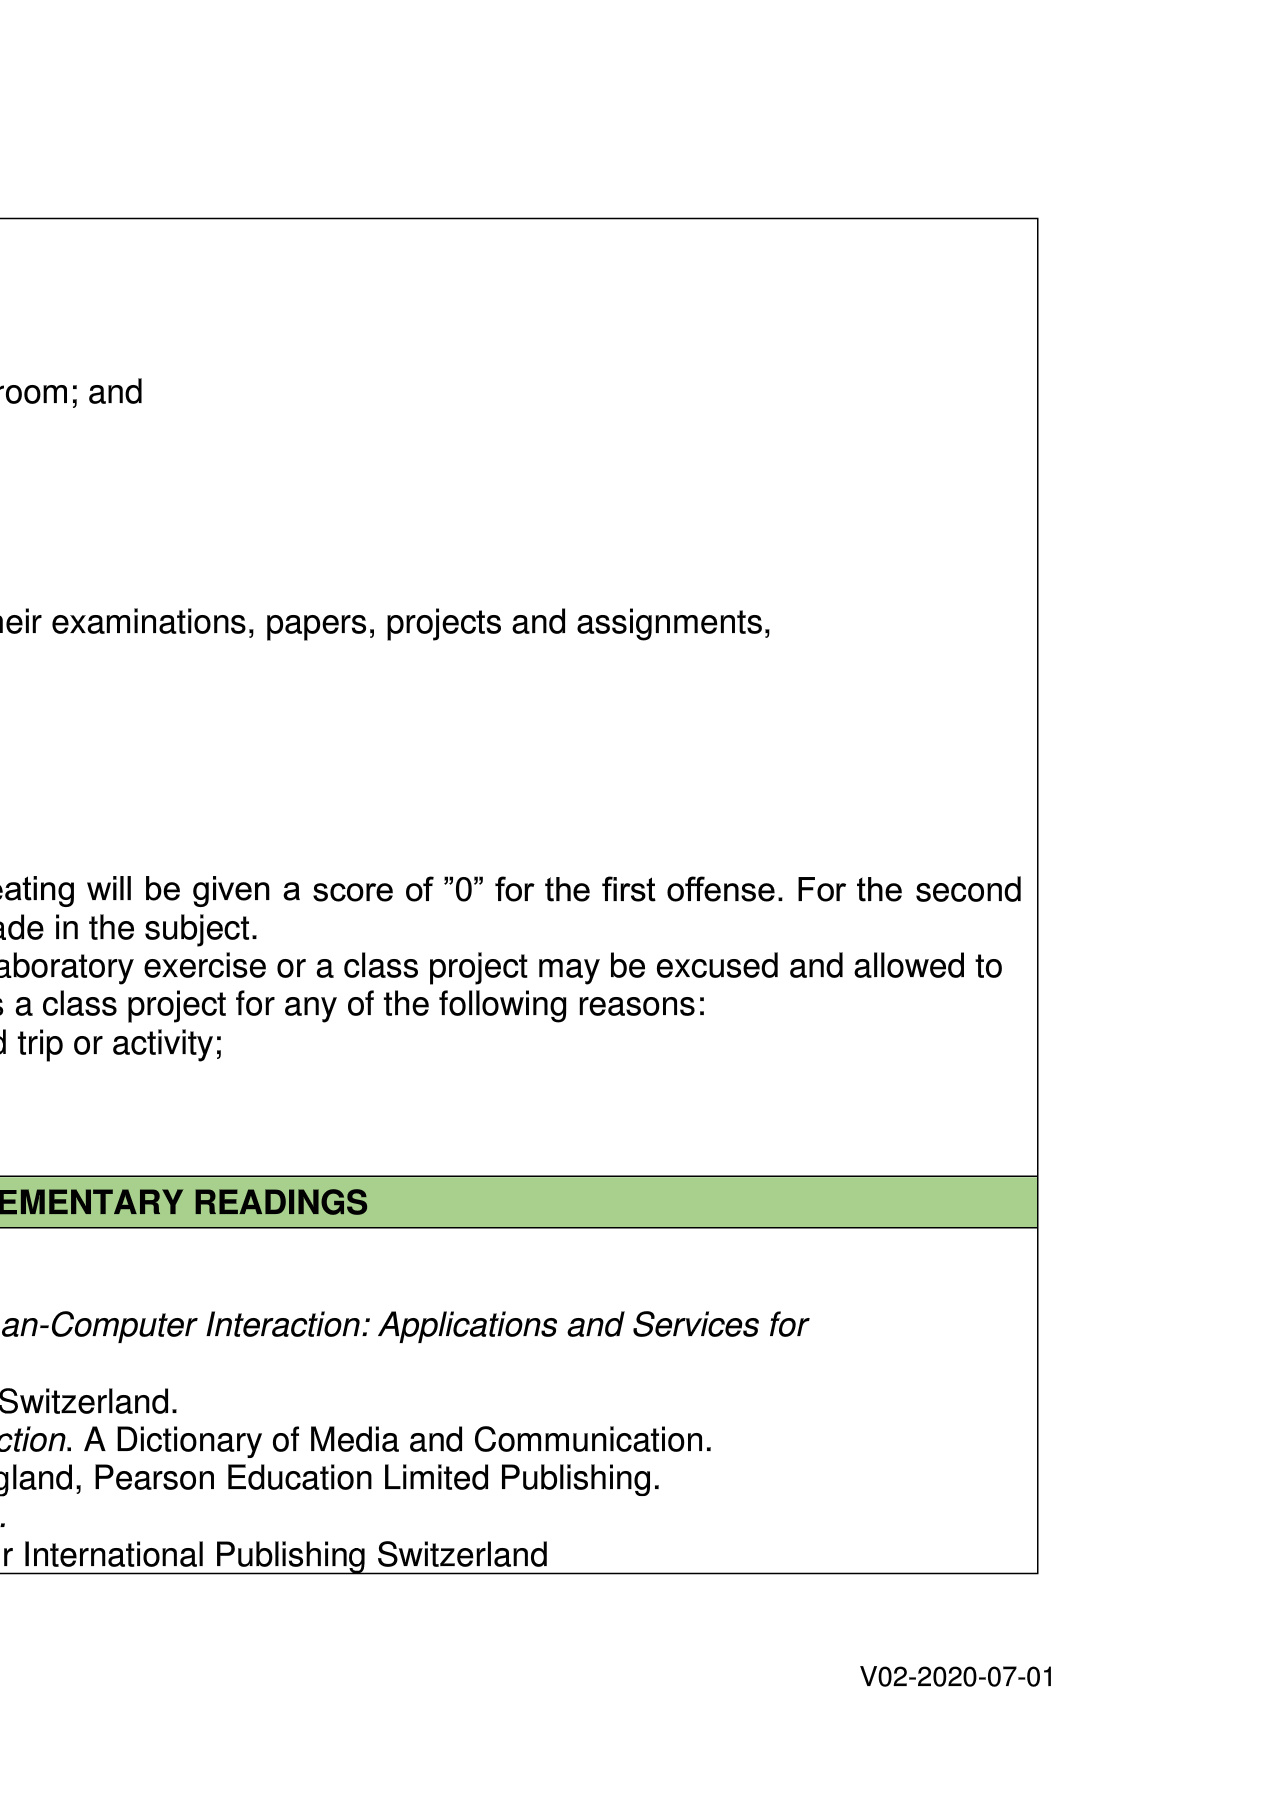 room; and
heir examinations, papers, projects and assignments,
eating will be given a score of ”0” for the first offense. For the second
ade in the subject.
aboratory exercise or a class project may be excused and allowed to
s a class project for any of the following reasons:
d trip or activity;
EMENTARY READINGS
an-Computer Interaction: Applications and Services for
Switzerland.
ction. A Dictionary of Media and Communication.
gland, Pearson Education Limited Publishing.
.
r International Publishing Switzerland
V02-2020-07-01